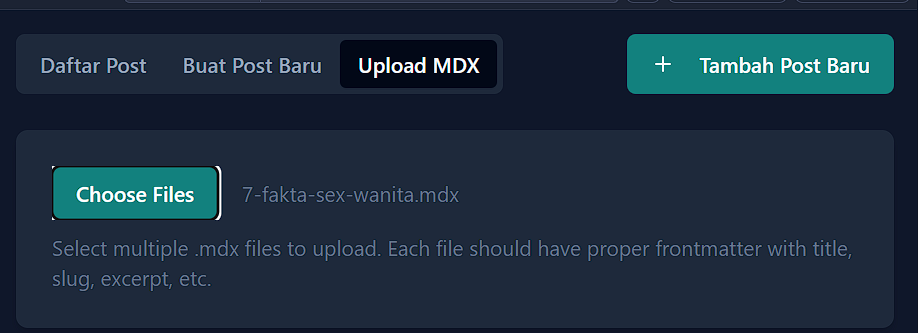 Daftar Post Buat Post Baru Upload MDX + Tambah Post Baru
Choose Files 7-fakta-sex-wanita.mdx
Select multiple .mdx files to upload. Each file should have proper frontmatter with title,
slug, excerpt, etc.